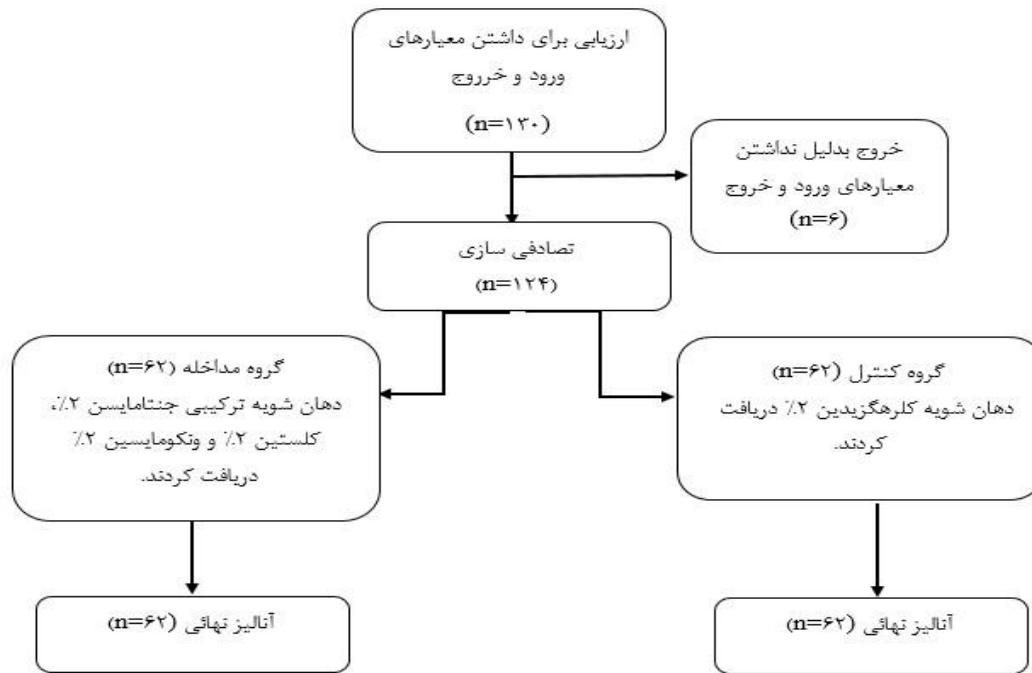 ارزیابی برای داشتن معیارهای
ورود و خرروج
(n=۱۳۰)
خروج بدلیل نداشتن
معیارهای ورود و خروج
(n=۶)
تصادفی سازی
(n=۱۲۴)
گروه کنترل (n=۶۲)
دهان شویه کلرهگزیدین ۲٪ دریافت
کردند.
گروه مداخله (n=۶۲)
دهان شویه ترکیبی جنتامایسن ۲٪،
کلستین ۲٪ و ونکومایسین ۲٪
دریافت کردند.
آنالیز نهائی (n=۶۲)
آنالیز نهائی (n=۶۲)